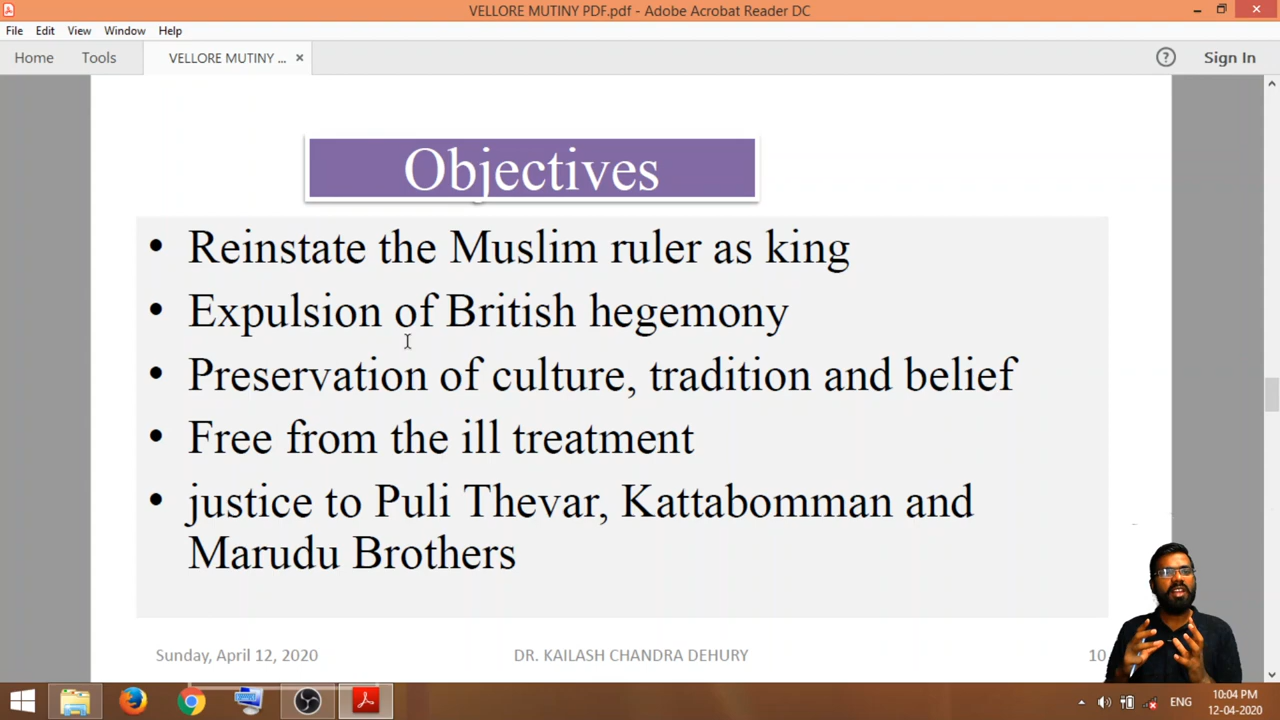 VELLORE MUTINY PDF.pdf - Adobe Acrobat Reader DC
File Edit View Window Help
Home Tools VELLORE MUTINY ... × Sign In
Objectives
• Reinstate the Muslim ruler as king
• Expulsion of British hegemony
• Preservation of culture, tradition and belief
• Free from the ill treatment
• justice to Puli Thevar, Kattabomman and
Marudu Brothers
Sunday, April 12, 2020 DR. KAILASH CHANDRA DEHURY 10
ENG 10:04 PM
12-04-2020